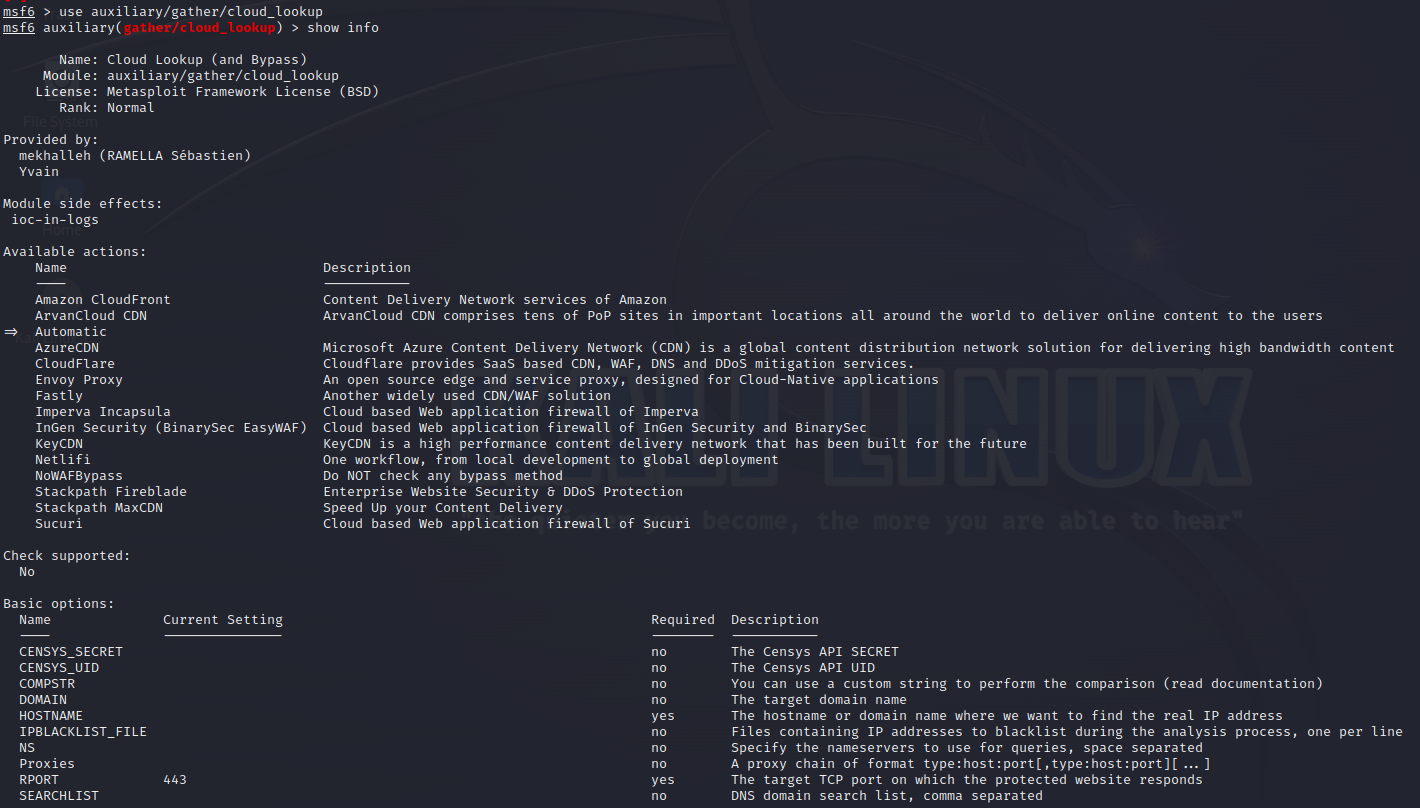 msf6 > use auxiliary/gather/cloud_lookup
msf6 auxiliary(gather/cloud_lookup) > show info
Name: Cloud Lookup (and Bypass)
Module: auxiliary/gather/cloud_lookup
License: Metasploit Framework License (BSD)
Rank: Normal
File System
Provided by:
mekhalleh (RAMELLA Sébastien)
Yvain
Module side effects:
ioc-in-logs
Home
Available actions:
Name Description
---- -----------
Amazon CloudFront Content Delivery Network services of Amazon
ArvanCloud CDN ArvanCloud CDN comprises tens of PoP sites in important locations all around the world to deliver online content to the users
=> Automatic
AzureCDN Microsoft Azure Content Delivery Network (CDN) is a global content distribution network solution for delivering high bandwidth content
CloudFlare Cloudflare provides SaaS based CDN, WAF, DNS and DDoS mitigation services.
Envoy Proxy An open source edge and service proxy, designed for Cloud-Native applications
Fastly Another widely used CDN/WAF solution
Imperva Incapsula Cloud based Web application firewall of Imperva
InGen Security (BinarySec EasyWAF) Cloud based Web application firewall of InGen Security and BinarySec
KeyCDN KeyCDN is a high performance content delivery network that has been built for the future
Netlifi One workflow, from local development to global deployment
NoWAFBypass Do NOT check any bypass method
Stackpath Fireblade Enterprise Website Security & DDoS Protection
Stackpath MaxCDN Speed Up your Content Delivery
Sucuri Cloud based Web application firewall of Sucuri
KALI LINUX
you become, the more you are able to hear"
Check supported:
No
Basic options:
Name Current Setting Required Description
---- --------------- -------- -----------
CENSYS_SECRET no The Censys API SECRET
CENSYS_UID no The Censys API UID
COMPSTR no You can use a custom string to perform the comparison (read documentation)
DOMAIN no The target domain name
HOSTNAME yes The hostname or domain name where we want to find the real IP address
IPBLACKLIST_FILE no Files containing IP addresses to blacklist during the analysis process, one per line
NS no Specify the nameservers to use for queries, space separated
Proxies no A proxy chain of format type:host:port[,type:host:port][...]
RPORT 443 yes The target TCP port on which the protected website responds
SEARCHLIST no DNS domain search list, comma separated